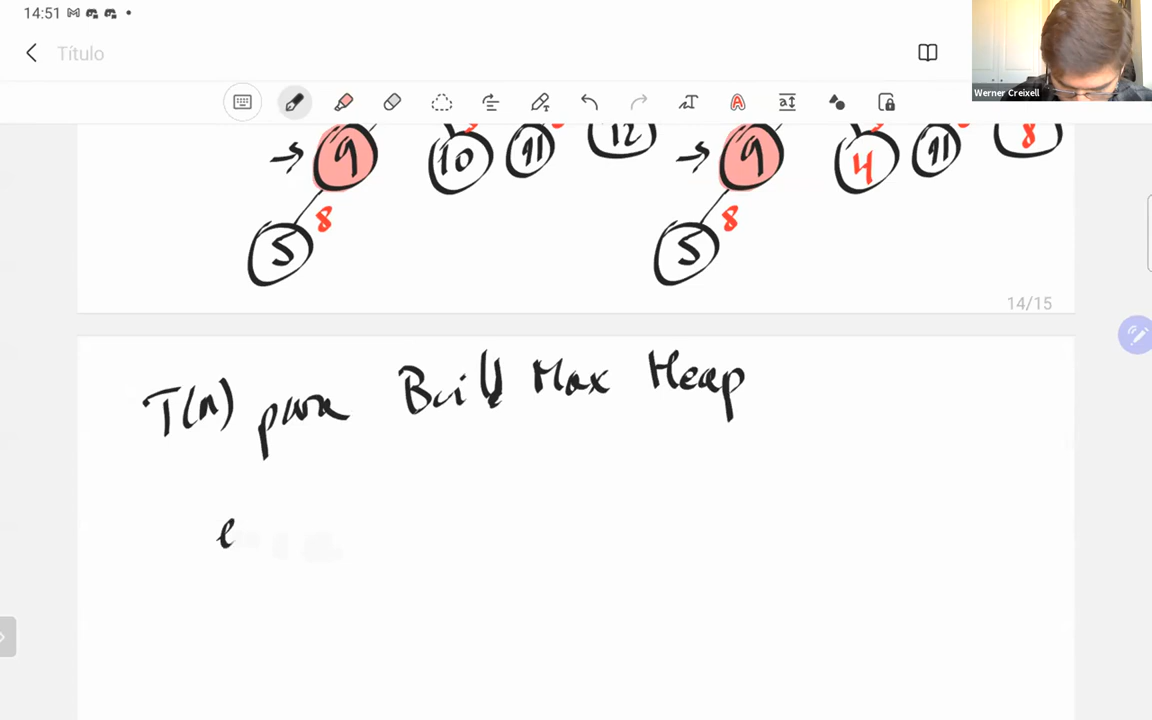 14:51
Título
Werner Creixell
9 10 11 12 9 4 11 8
8 8
5 5
14/15
T(n) para Build Max Heap
e